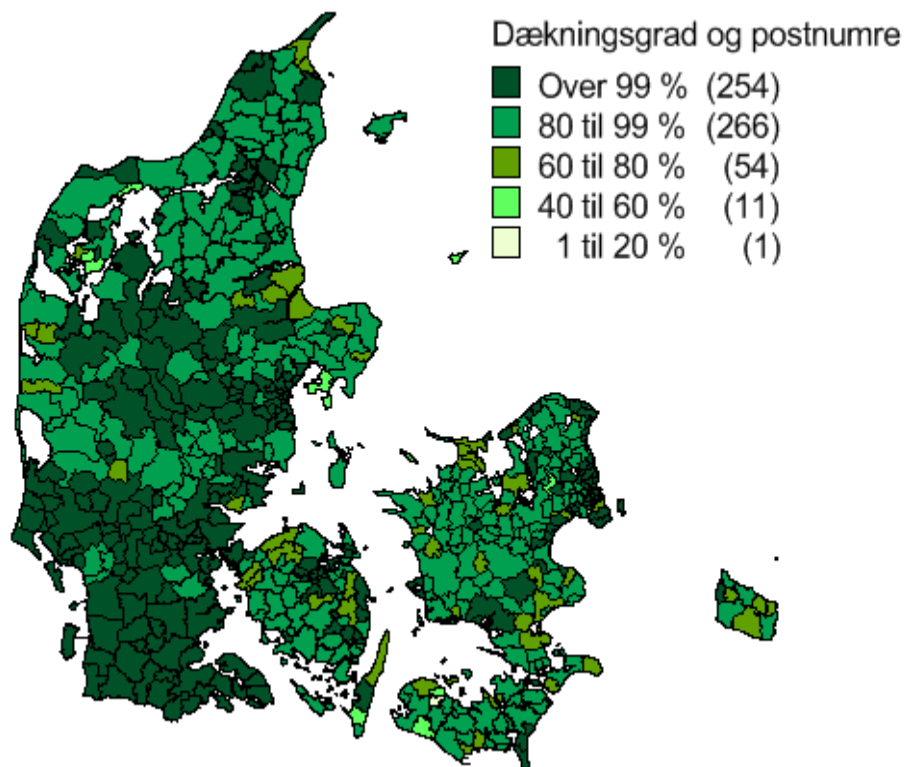 Dækningsgrad og postnumre
Over 99 % (254)
80 til 99 % (266)
60 til 80 % (54)
40 til 60 % (11)
1 til 20 % (1)